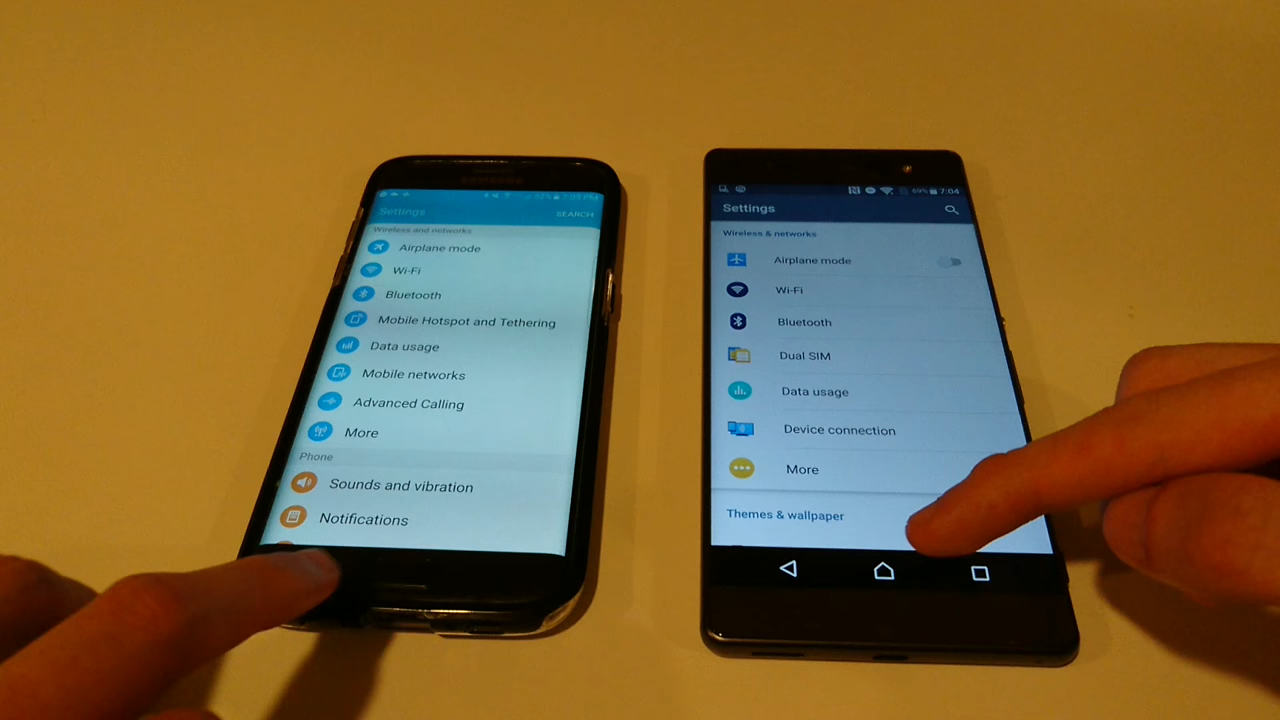 SAMSUNG
Settings
SEARCH
Wireless and networks
Airplane mode
Wi-Fi
Bluetooth
Mobile Hotspot and Tethering
Data usage
Mobile networks
Advanced Calling
More
Phone
Sounds and vibration
Notifications
69% 7:04
Settings
Wireless & networks
Airplane mode
Wi-Fi
Bluetooth
Dual SIM
Data usage
Device connection
More
Themes & wallpaper